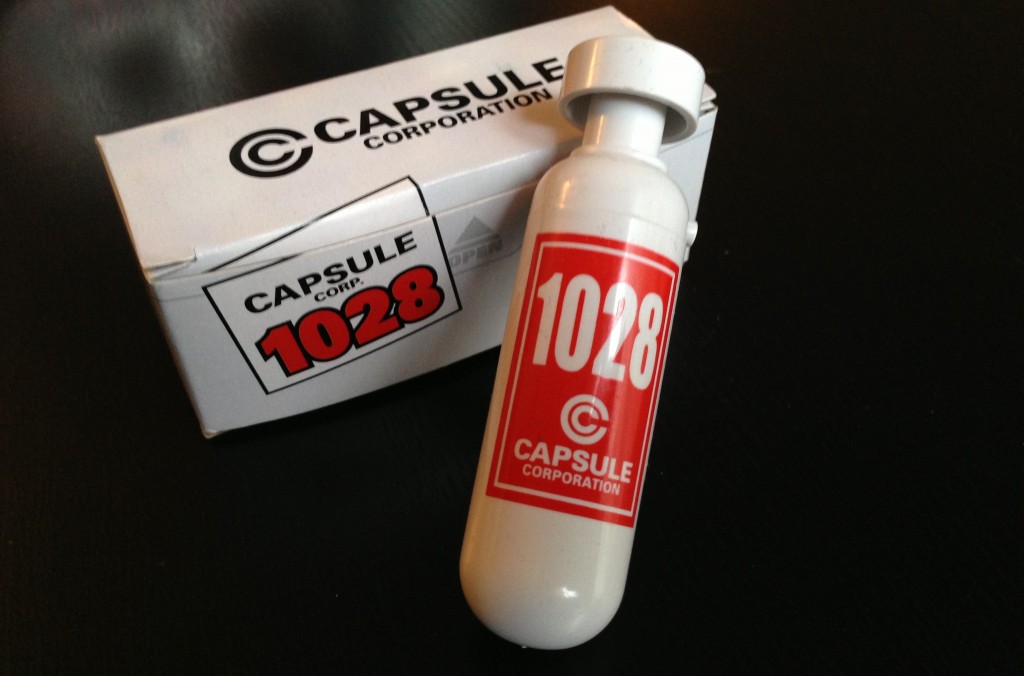 CAPSULE
CORPORATION
CAPSULE
CORP.
1028
OPEN
1028
CAPSULE
CORPORATION